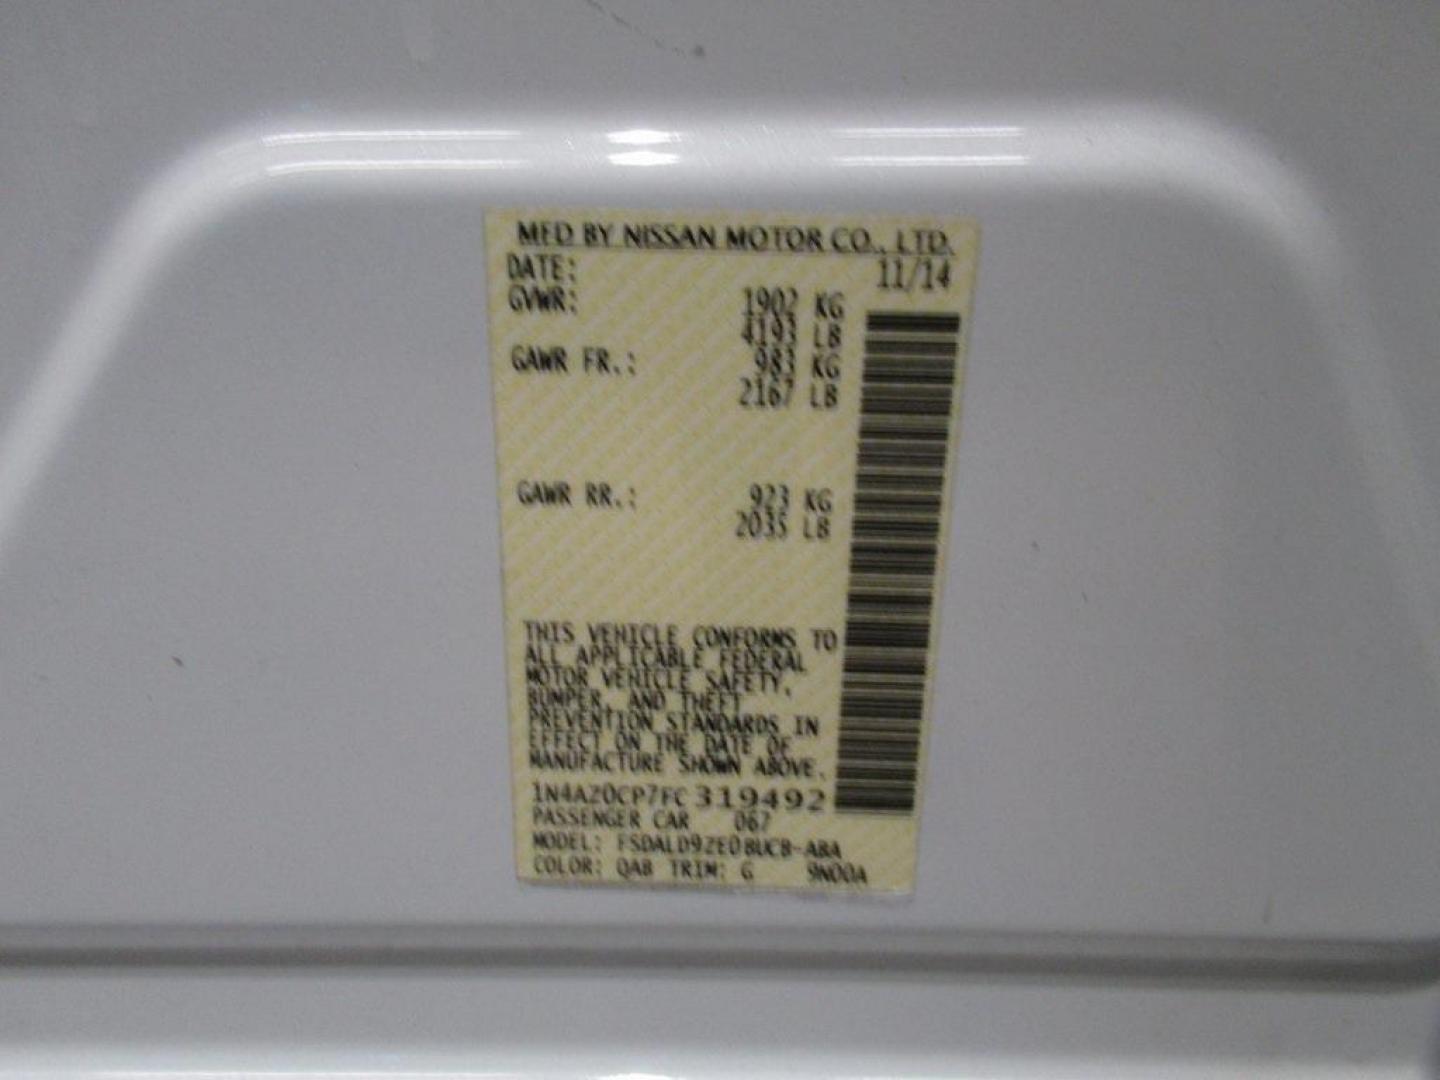 MFD BY NISSAN MOTOR CO., LTD.
DATE: 11/14
GVWR: 1902 KG
4193 LB
GAWR FR.: 983 KG
2167 LB
GAWR RR.: 923 KG
2035 LB
THIS VEHICLE CONFORMS TO
ALL APPLICABLE FEDERAL
MOTOR VEHICLE SAFETY,
BUMPER, AND THEFT
PREVENTION STANDARDS IN
EFFECT ON THE DATE OF
MANUFACTURE SHOWN ABOVE.
1N4AZ0CP7FC 319492
PASSENGER CAR 067
MODEL: FSDALD9ZE0BUCB-ABA
COLOR: QAB TRIM: G 9N00A